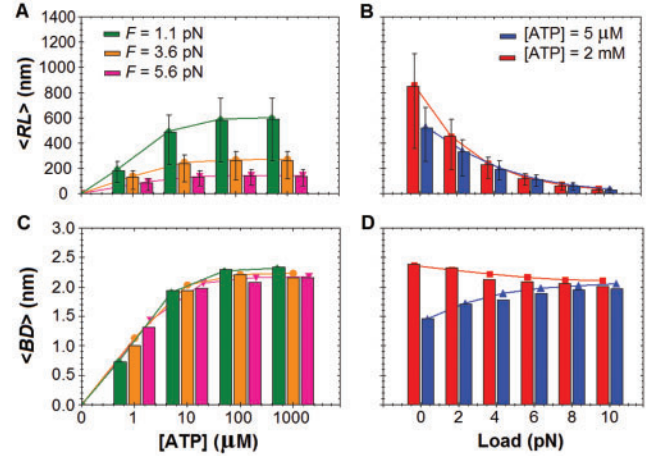 A
1400
1200
1000
800
600
400
200
0
<RL> (nm)
F = 1.1 pN
F = 3.6 pN
F = 5.6 pN
B
[ATP] = 5 μM
[ATP] = 2 mM
C
3.0
2.5
2.0
1.5
1.0
0.5
0.0
<BD> (nm)
0 1 10 100 1000
[ATP] (μM)
D
0 2 4 6 8 10
Load (pN)